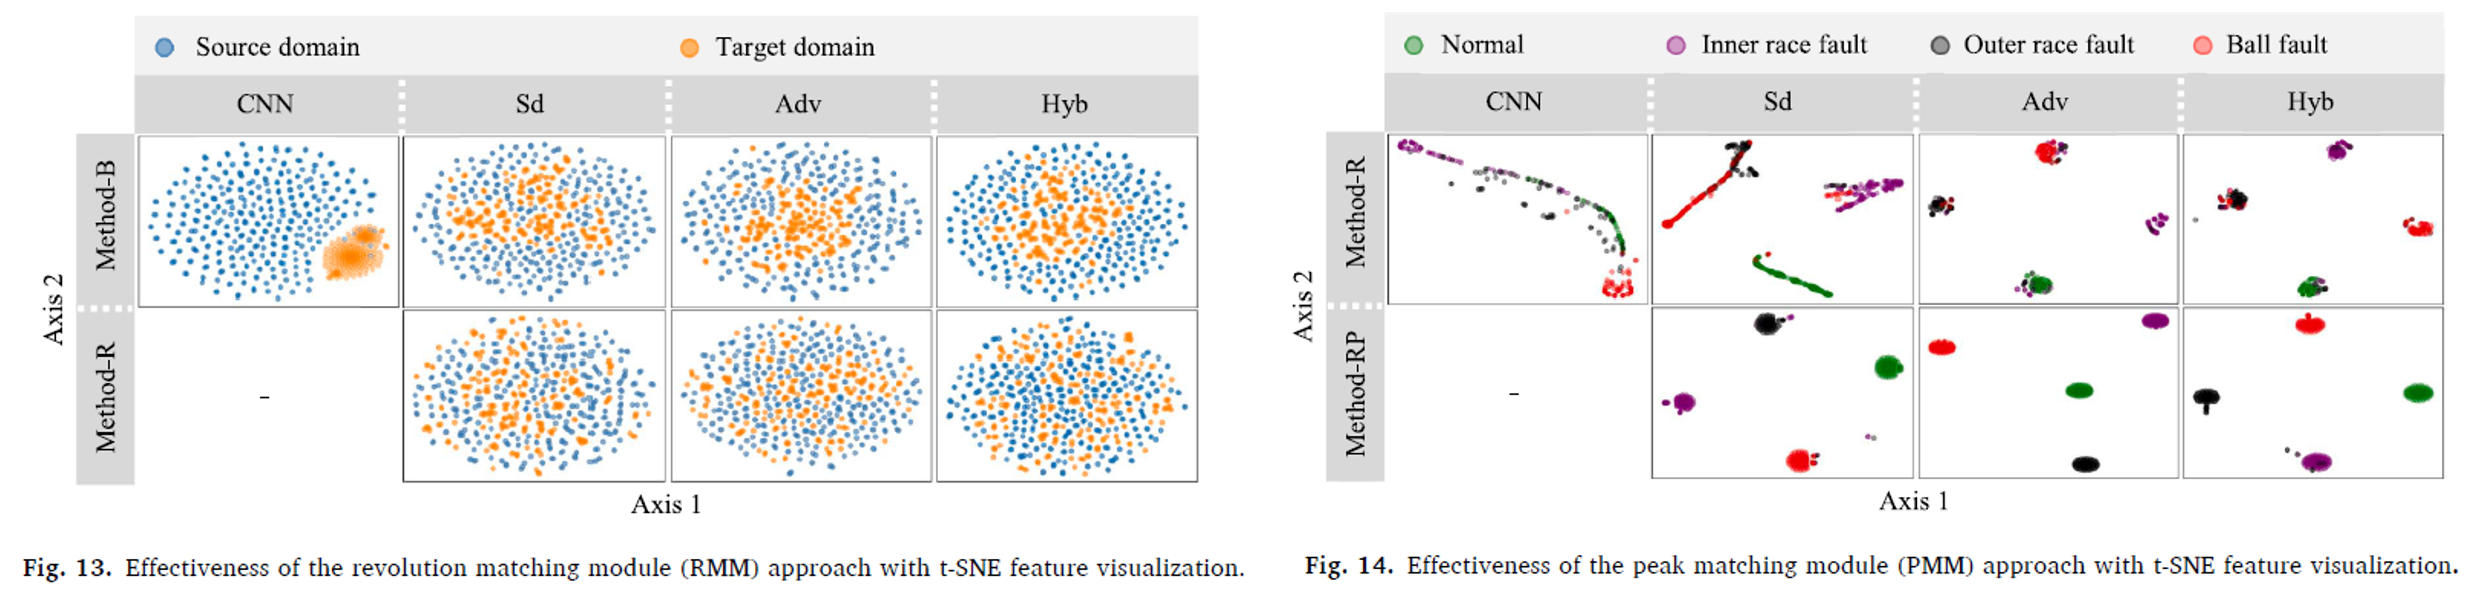 Source domain
Target domain
CNN
Sd
Adv
Hyb
Method-B
Method-R
-
Axis 2
Axis 1
Fig. 13. Effectiveness of the revolution matching module (RMM) approach with t-SNE feature visualization.
Normal
Inner race fault
Outer race fault
Ball fault
CNN
Sd
Adv
Hyb
Method-R
Method-RP
-
Axis 2
Axis 1
Fig. 14. Effectiveness of the peak matching module (PMM) approach with t-SNE feature visualization.